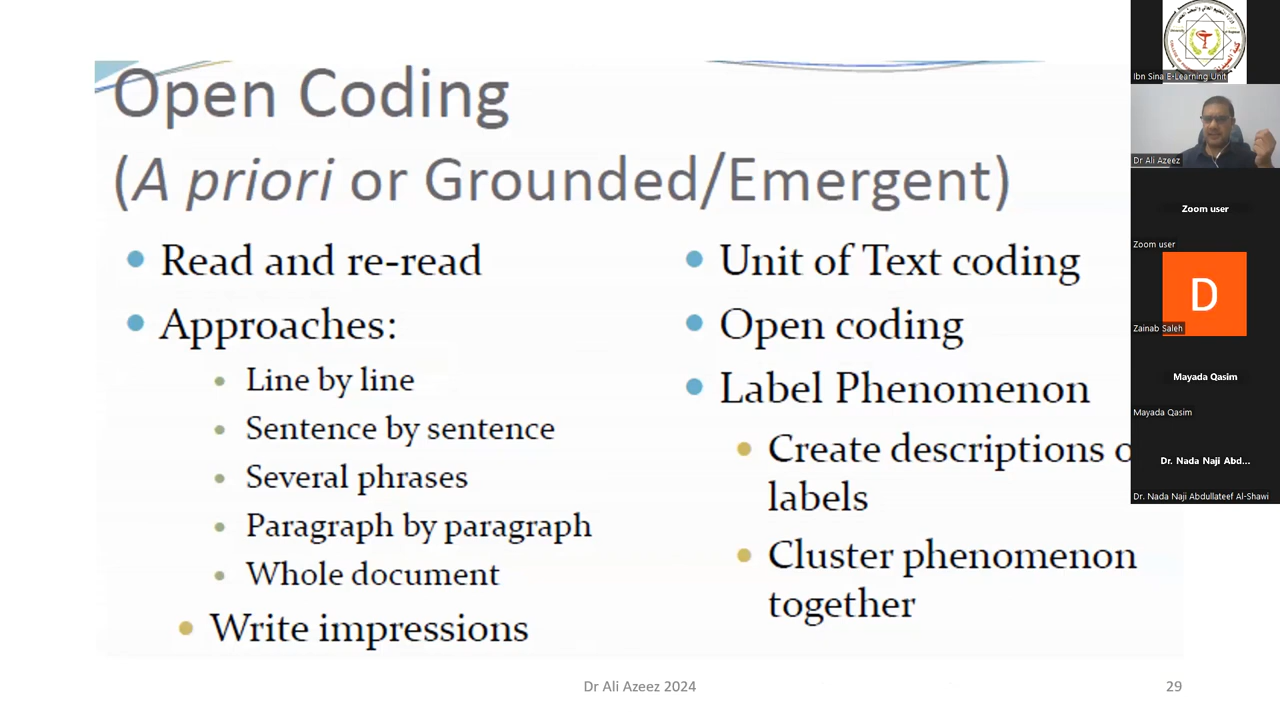 Open Coding
(A priori or Grounded/Emergent)
Read and re-read
Approaches:
Line by line
Sentence by sentence
Several phrases
Paragraph by paragraph
Whole document
Write impressions
Unit of Text coding
Open coding
Label Phenomenon
Create descriptions
labels
Cluster phenomenon
together
Dr Ali Azeez 2024
29
Ibn Sina E-Learning Unit
Dr Ali Azeez
Zoom user
Zoom user
D
Zainab Saleh
Mayada Qasim
Mayada Qasim
Dr. Nada Naji Abd...
Dr. Nada Naji Abdullateef Al-Shawi